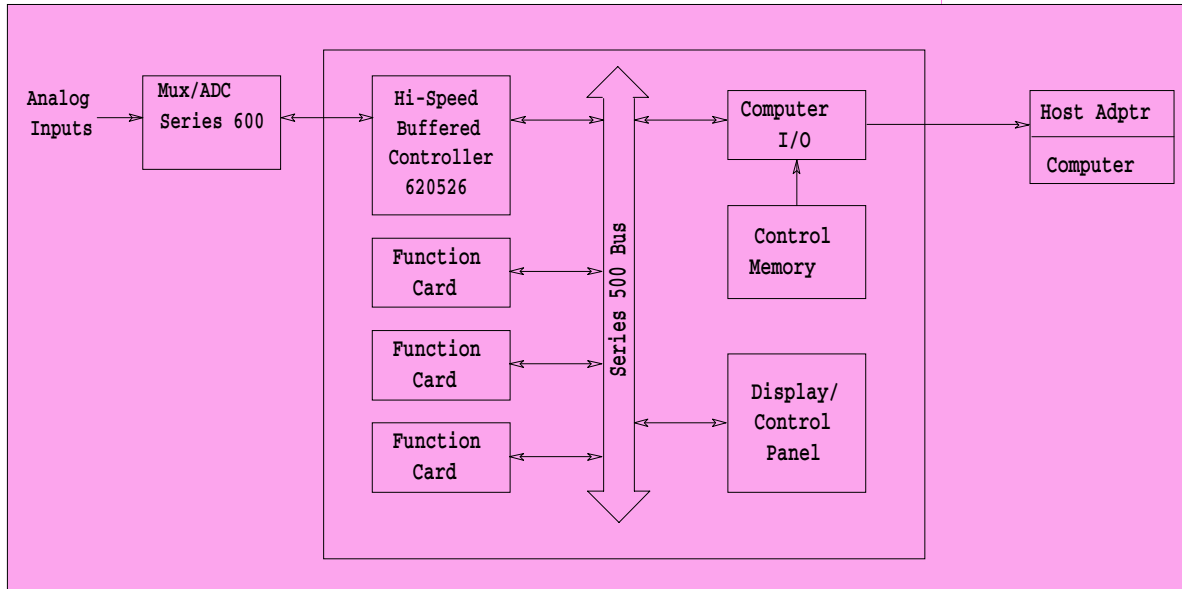 Analog
Inputs
Mux/ADC
Series 600
Hi-Speed
Buffered
Controller
620526
Function
Card
Function
Card
Function
Card
Series 500 Bus
Computer
I/O
Control
Memory
Display/
Control
Panel
Host Adptr
Computer